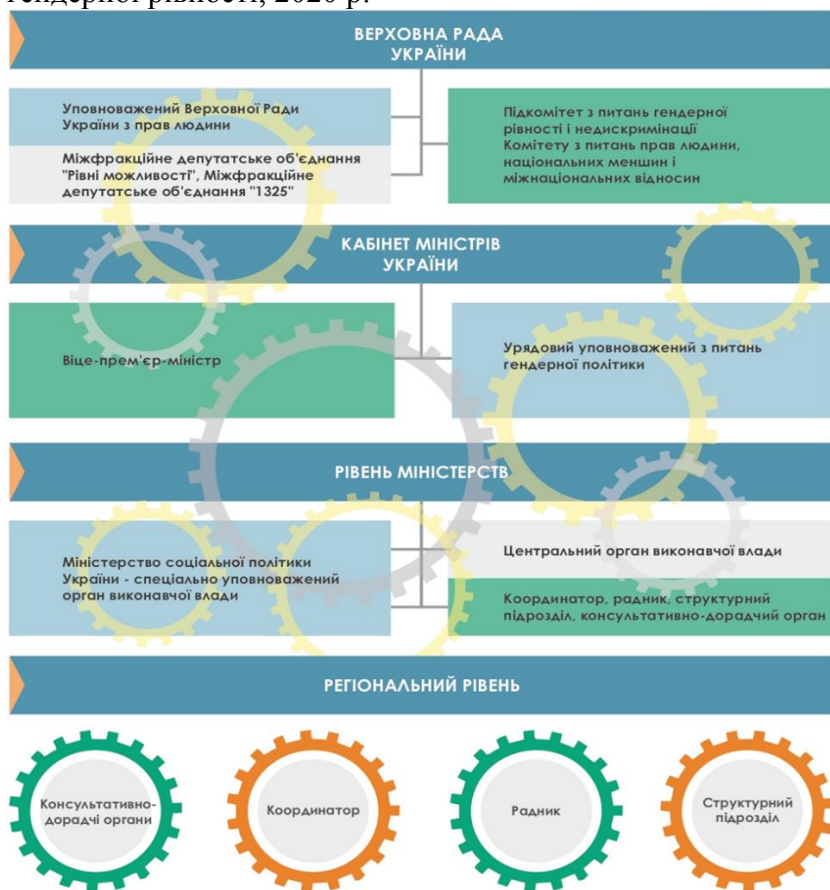 гендерної рівності, 2020 р.
ВЕРХОВНА РАДА
УКРАЇНИ
Уповноважений Верховної Ради
України з прав людини
Міжфракційне депутатське об'єднання
"Рівні можливості", Міжфракційне
депутатське об'єднання "1325"
Підкомітет з питань гендерної
рівності і недискримінації
Комітету з питань прав людини,
національних меншин і
міжнаціональних відносин
КАБІНЕТ МІНІСТРІВ
УКРАЇНИ
Віце-прем'єр-міністр
Урядовий уповноважений з питань
гендерної політики
РІВЕНЬ МІНІСТЕРСТВ
Міністерство соціальної політики
України - спеціально уповноважений
орган виконавчої влади
Центральний орган виконавчої влади
Координатор, радник, структурний
підрозділ, консультативно-дорадчий орган
РЕГІОНАЛЬНИЙ РІВЕНЬ
Консультативно-
дорадчі органи
Координатор
Радник
Структурний
підрозділ